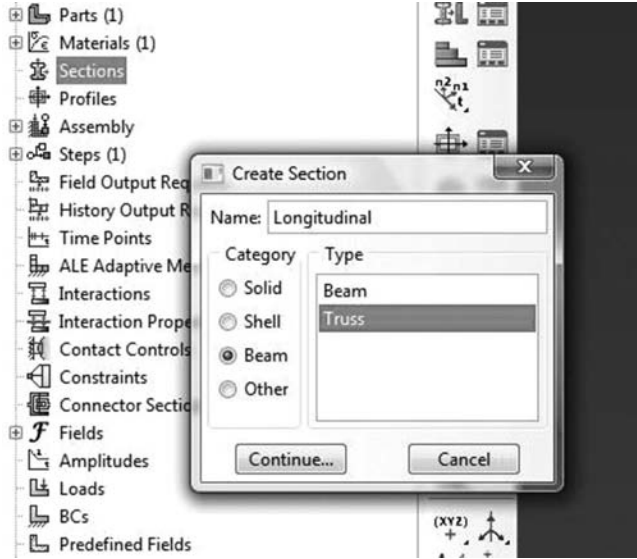 Parts (1)
Materials (1)
Sections
Profiles
Assembly
Steps (1)
Field Output Req
History Output R
Time Points
ALE Adaptive Me
Interactions
Interaction Prope
Contact Controls
Constraints
Connector Sectio
Fields
Amplitudes
Loads
BCs
Predefined Fields
n2 n1
t
Create Section
X
Name: Longitudinal
Category
Type
Solid
Shell
Beam
Other
Beam
Truss
Continue...
Cancel
(XYZ)